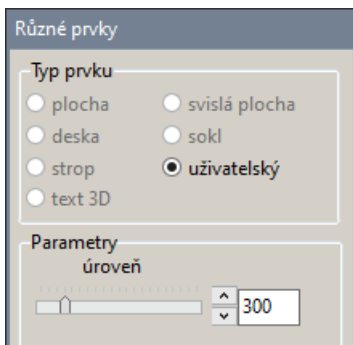 Různé prvky
Typ prvku
plocha svislá plocha
deska sokl
strop uživatelský
text 3D
Parametry
úroveň
300